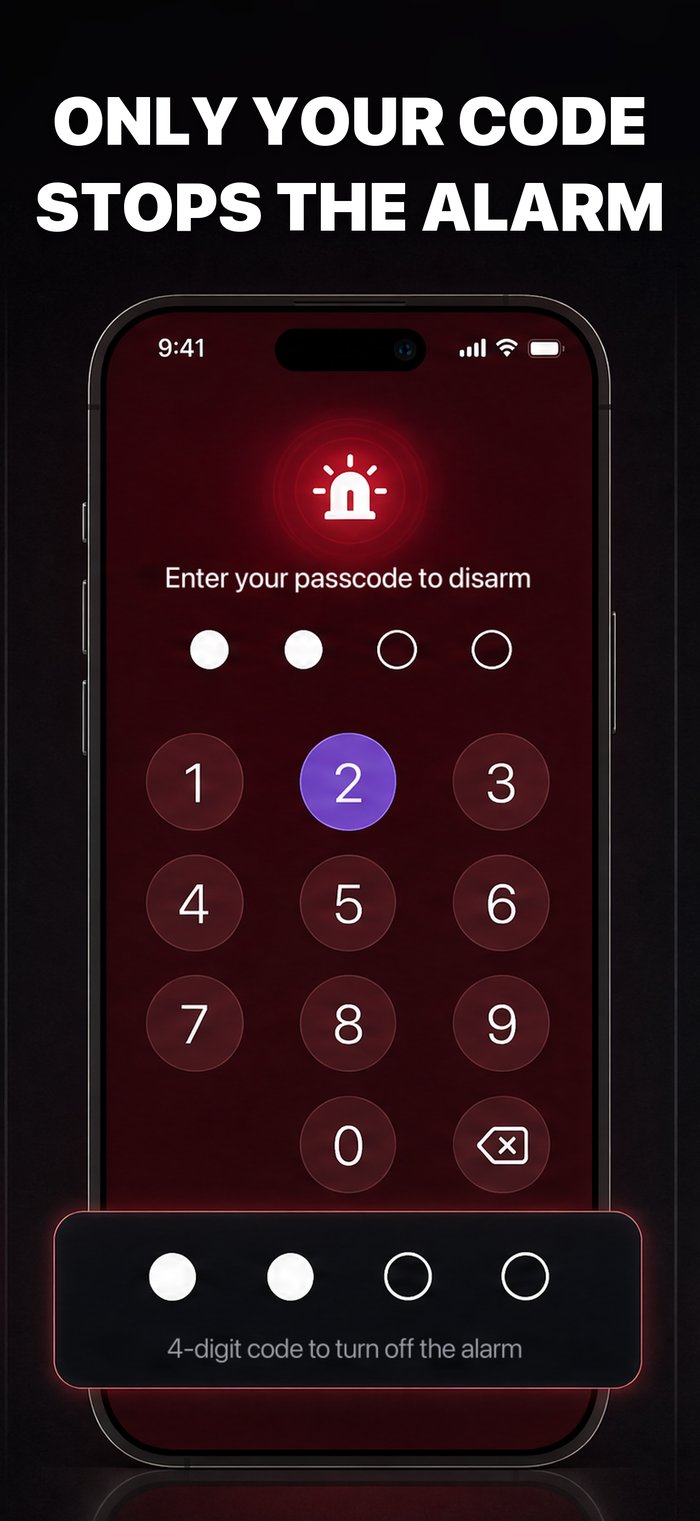 ONLY YOUR CODE
STOPS THE ALARM
9:41
Enter your passcode to disarm
1 2 3
4 5 6
7 8 9
0
4-digit code to turn off the alarm